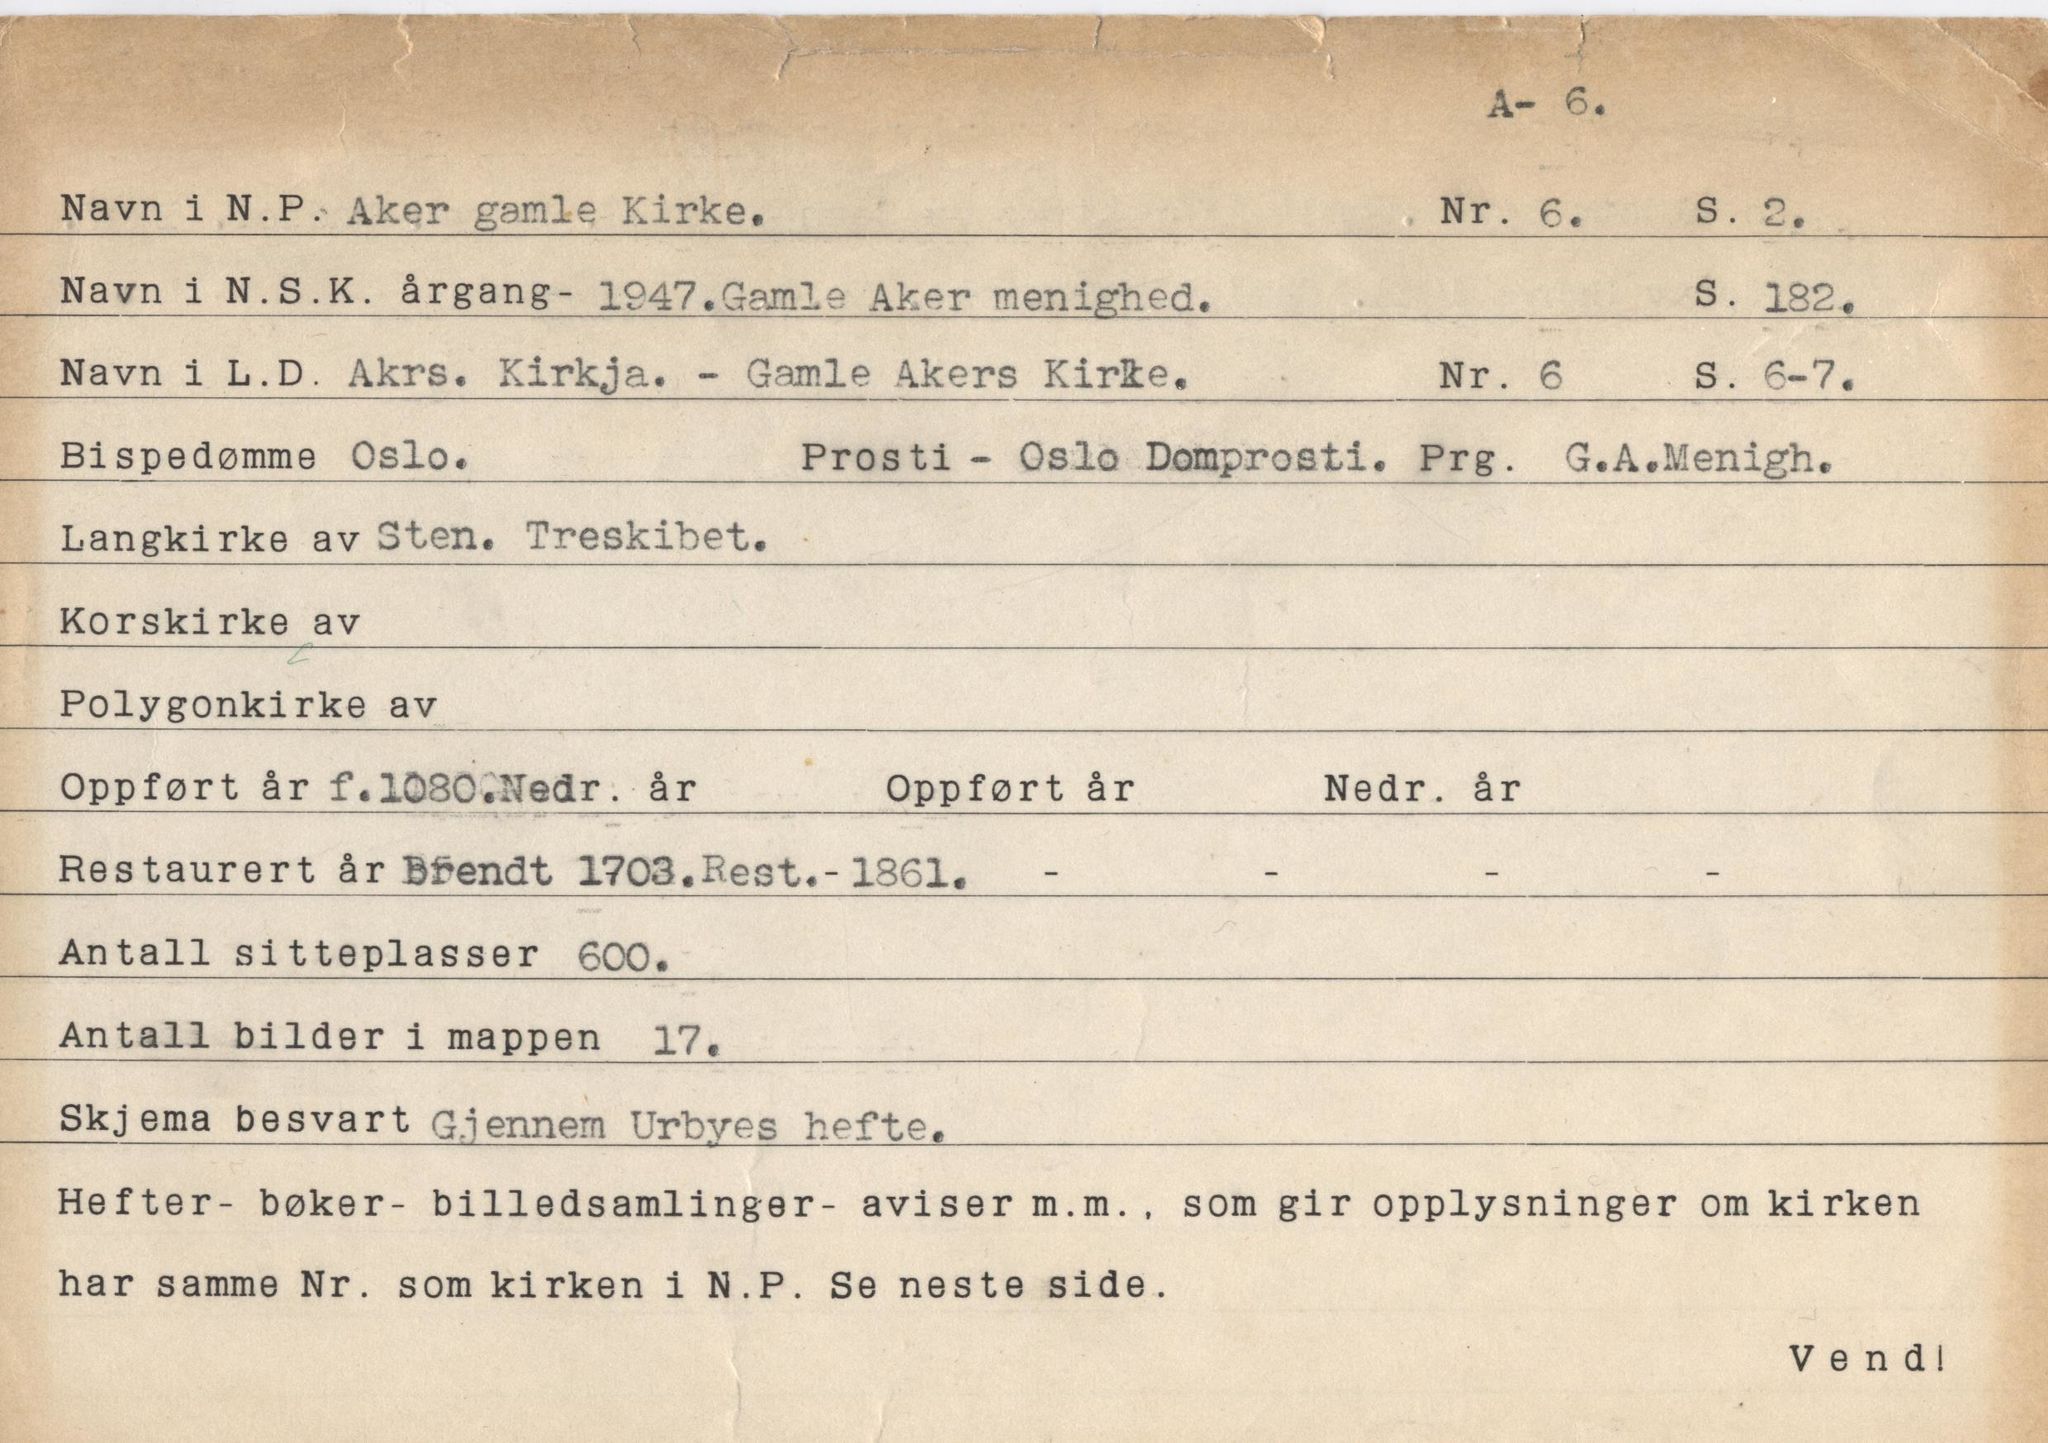 A- 6.
Navn i N.P. Aker gamle Kirke. Nr. 6. S. 2.
Navn i N.S.K. årgang- 1947.Gamle Aker menighed. S. 182.
Navn i L.D. Akrs. Kirkja. - Gamle Akers Kirke. Nr. 6 S. 6-7.
Bispedømme Oslo. Prosti - Oslo Domprosti. Prg. G.A.Menigh.
Langkirke av Sten. Treskibet.
Korskirke av
Polygonkirke av
Oppført år f.1080.Nedr. år Oppført år Nedr. år
Restaurert år Brendt 1703.Rest.-1861. - - - -
Antall sitteplasser 600.
Antall bilder i mappen 17.
Skjema besvart Gjennem Urbyes hefte.
Hefter- bøker- billedsamlinger- aviser m.m., som gir opplysninger om kirken
har samme Nr. som kirken i N.P. Se neste side.
Vend!